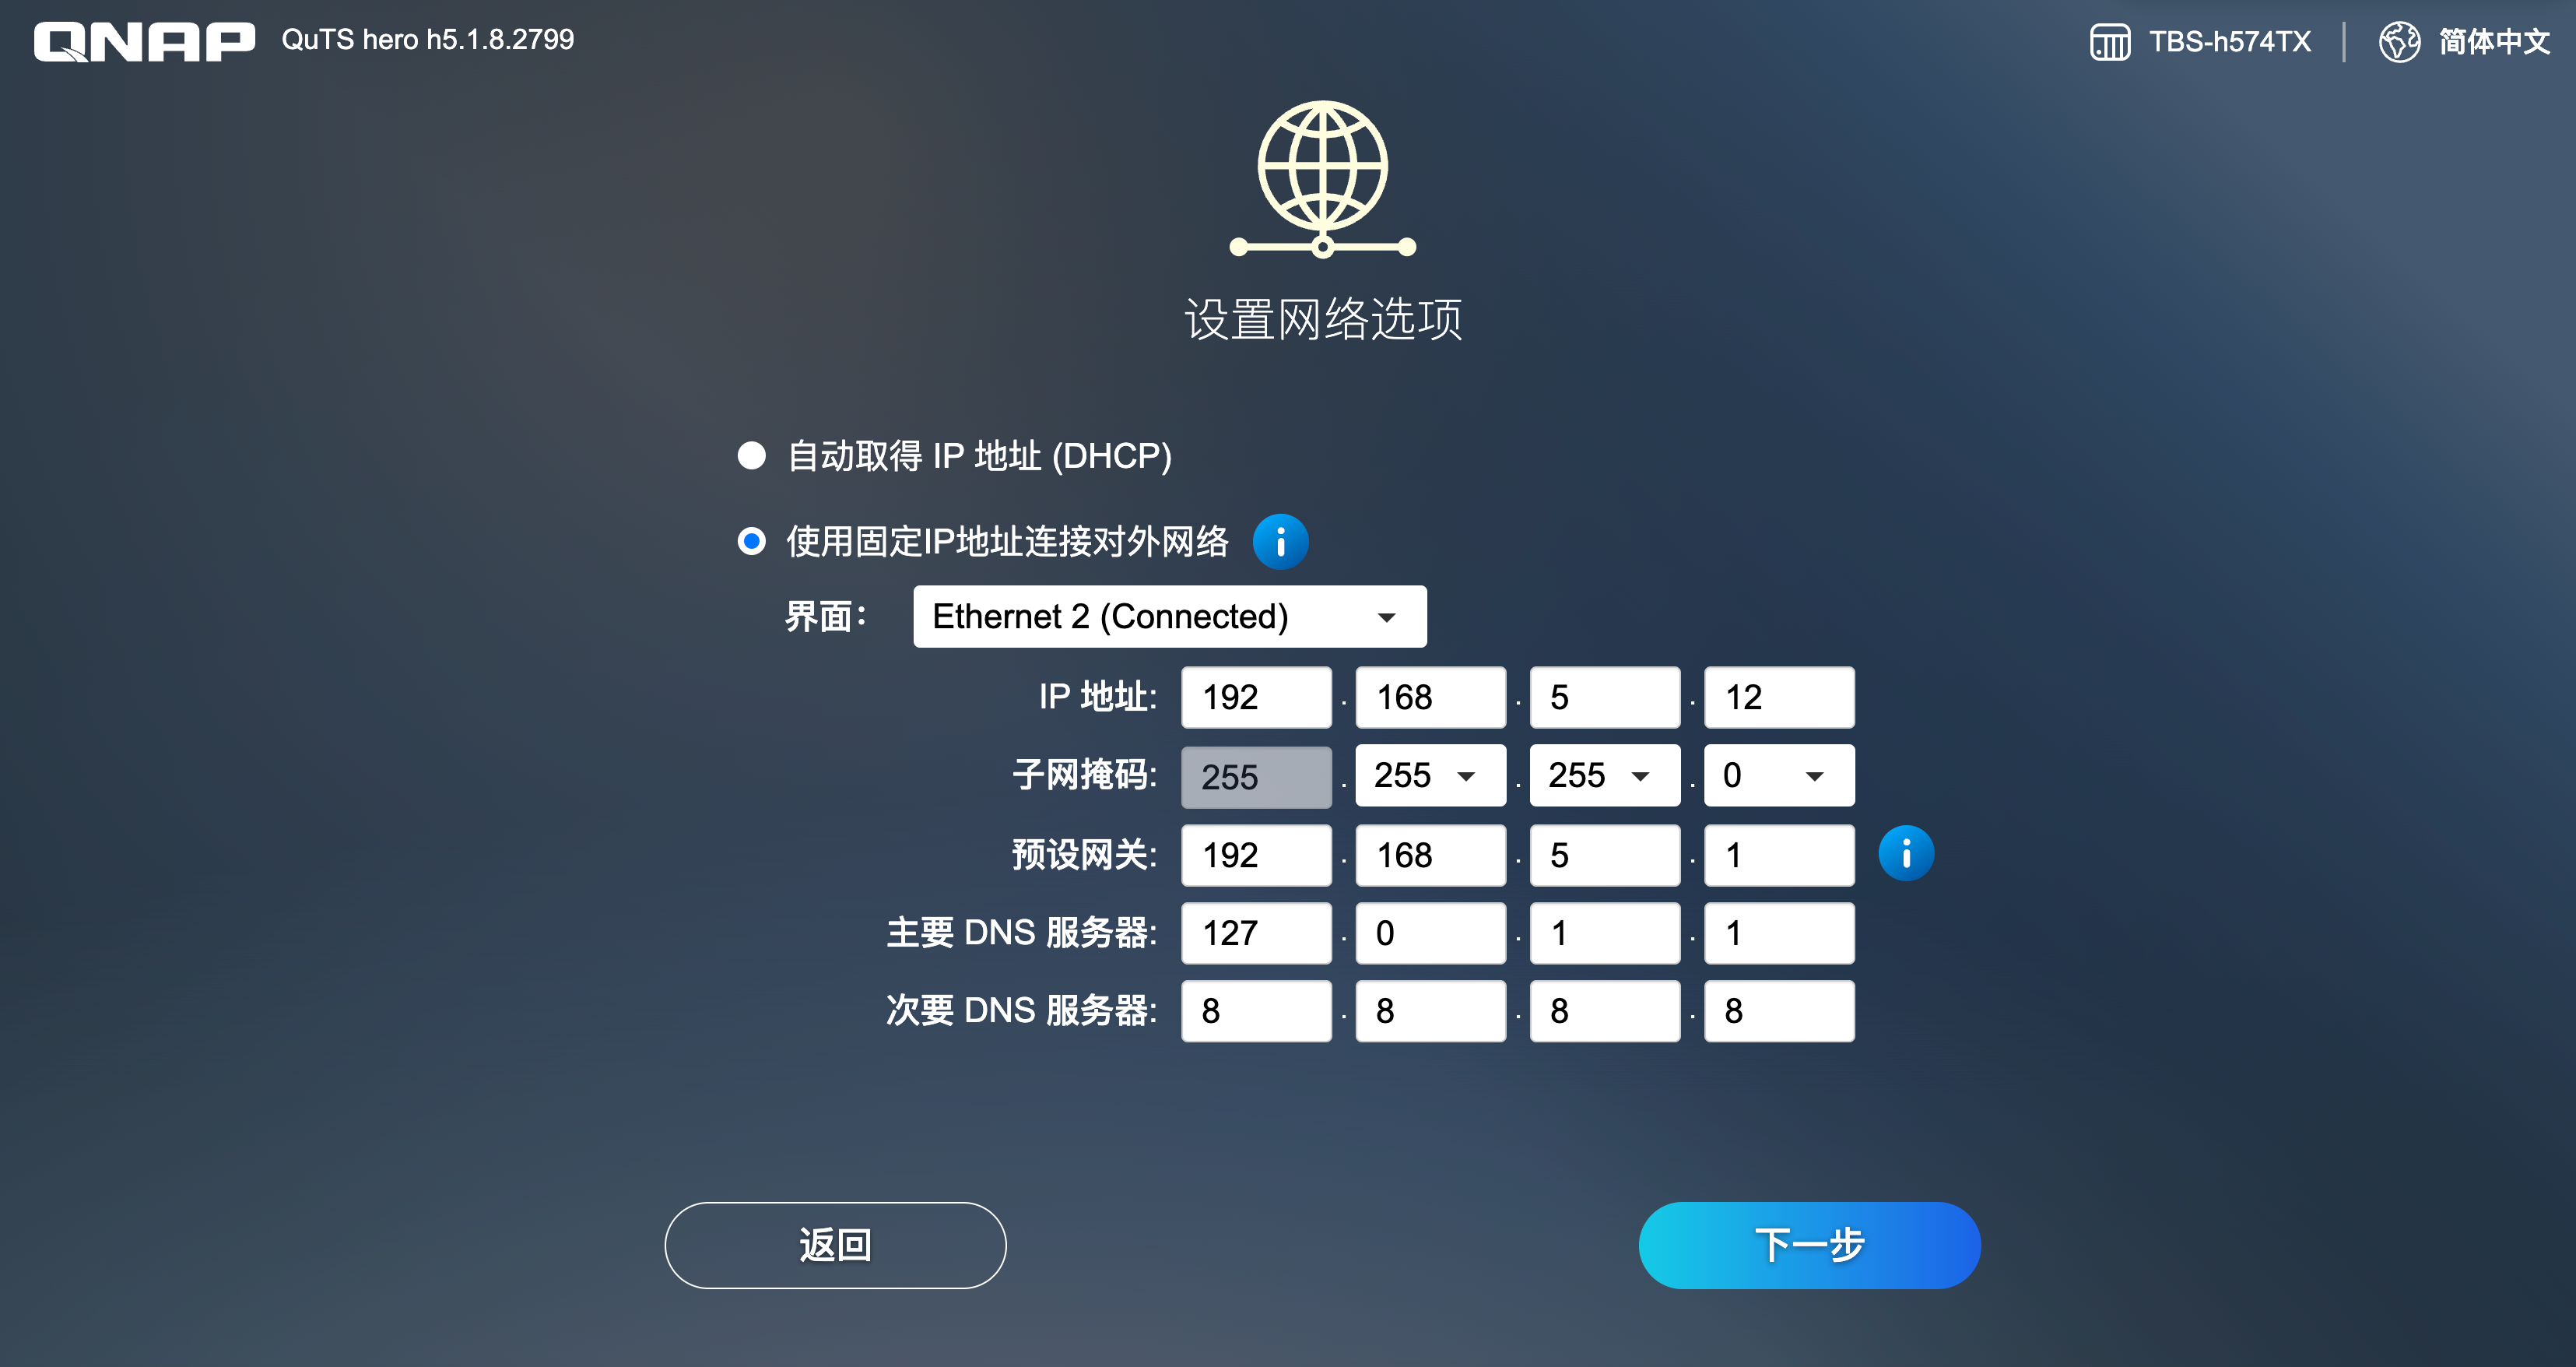 QNAP QuTS hero h5.1.8.2799
TBS-h574TX | 简体中文
设置网络选项
自动取得 IP 地址 (DHCP)
使用固定IP地址连接对外网络
界面: Ethernet 2 (Connected)
IP 地址: 192 . 168 . 5 . 12
子网掩码: 255 . 255 . 255 . 0
预设网关: 192 . 168 . 5 . 1
主要 DNS 服务器: 127 . 0 . 1 . 1
次要 DNS 服务器: 8 . 8 . 8 . 8
返回
下一步